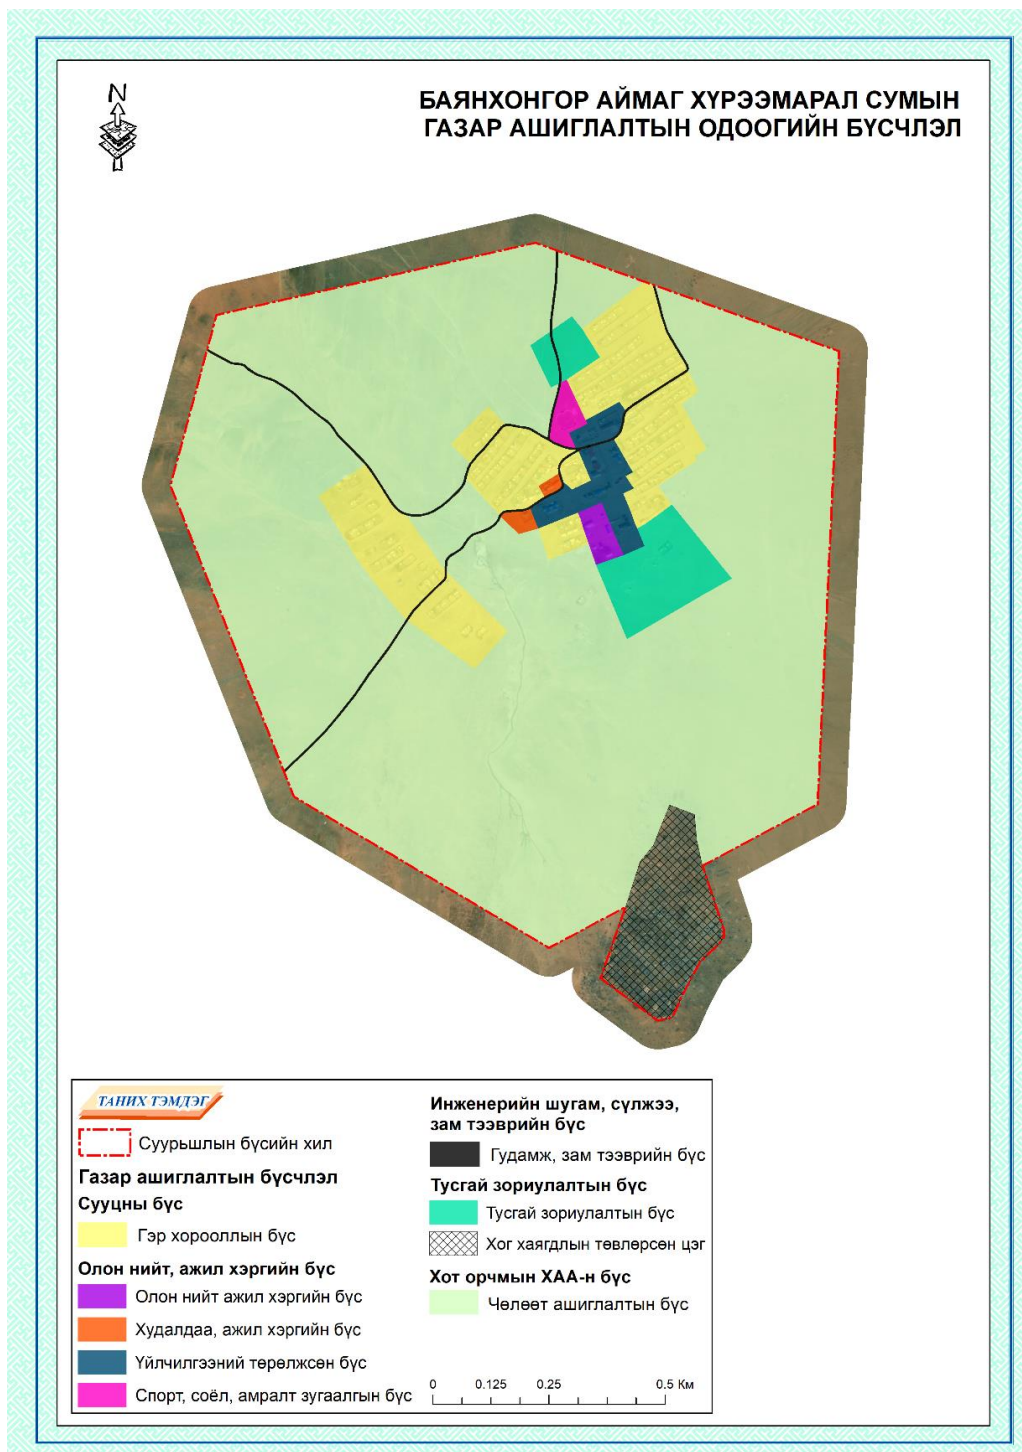 N
БАЯНХОНГОР АЙМАГ ХҮРЭЭМАРАЛ СУМЫН
ГАЗАР АШИГЛАЛТЫН ОДООГИЙН БҮСЧЛЭЛ
ТАНИХ ТЭМДЭГ
Суурьшлын бүсийн хил
Газар ашиглалтын бүсчлэл
Сууцны бүс
Гэр хорооллын бүс
Олон нийт, ажил хэргийн бүс
Олон нийт ажил хэргийн бүс
Худалдаа, ажил хэргийн бүс
Үйлчилгээний төрөлжсөн бүс
Спорт, соёл, амралт зугаалгын бүс
Инженерийн шугам, сүлжээ,
зам тээврийн бүс
Гудамж, зам тээврийн бүс
Тусгай зориулалтын бүс
Тусгай зориулалтын бүс
Хог хаягдлын төвлөрсөн цэг
Хот орчмын ХАА-н бүс
Чөлөөт ашиглалтын бүс
0 0.125 0.25 0.5 Км